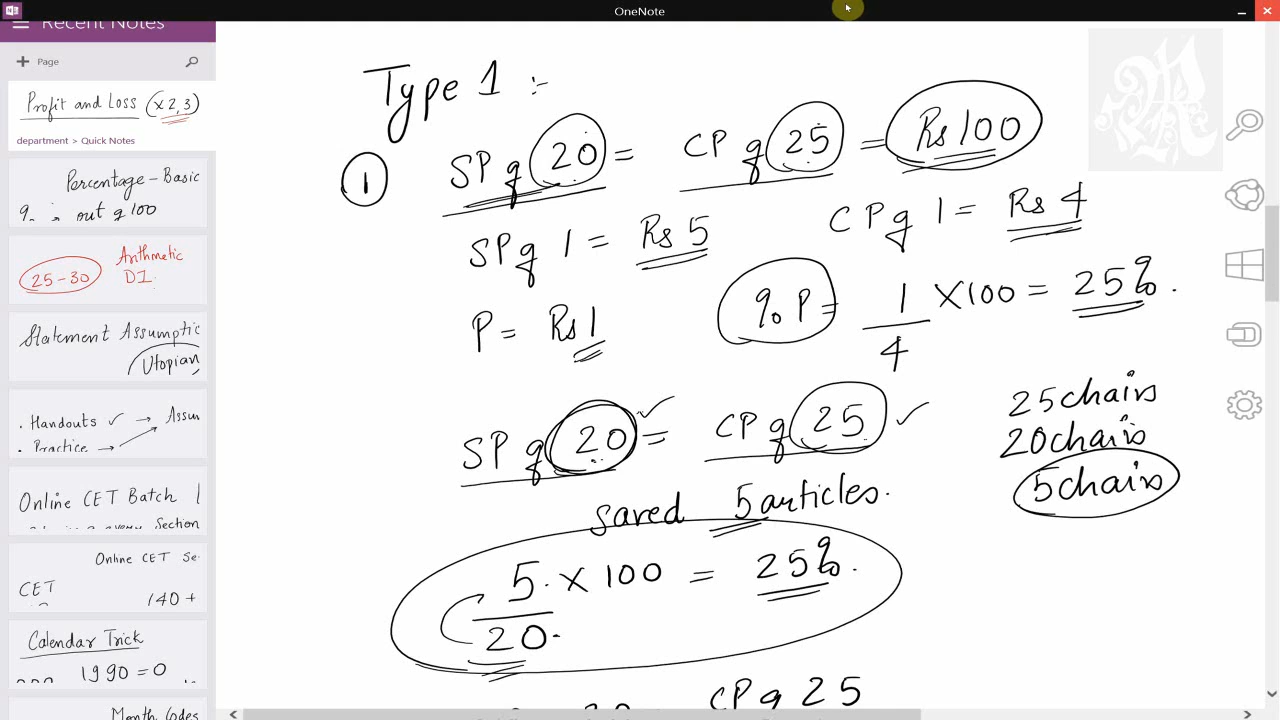 OneNote
Recent Notes
+ Page
Profit and Loss (x2,3)
department > Quick Notes
Percentage - Basic
% out of 100
Arithmetic
25-30 DI
Statement Assumptic
Utopian
. Handouts ✓ → Assu
. Practice →
Online CET Batch
Section
Online CET Se
CET
140 +
Calendar Trick
1990 = 0
Month Codes
Type 1 :-
① SP of 20 = CP of 25 = Rs 100
SP of 1 = Rs 5 CP of 1 = Rs 4
P = Rs 1 % P = 1/4 × 100 = 25%.
SP of 20 = CP of 25 ✓
25 chairs
20 chairs
5 chairs
saved 5 articles.
5/20 × 100 = 25%.
CP of 25